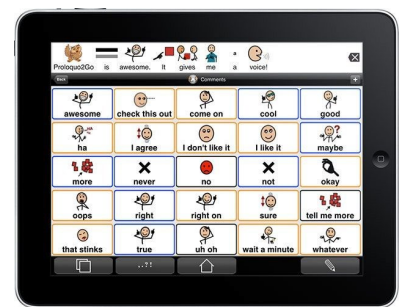 Proloquo2Go is awesome. It gives me a voice!
Back Comments +
awesome check this out come on cool good
ha I agree I don't like it I like it maybe
more never no not okay
oops right right on sure tell me more
that stinks true uh oh wait a minute whatever
..?!